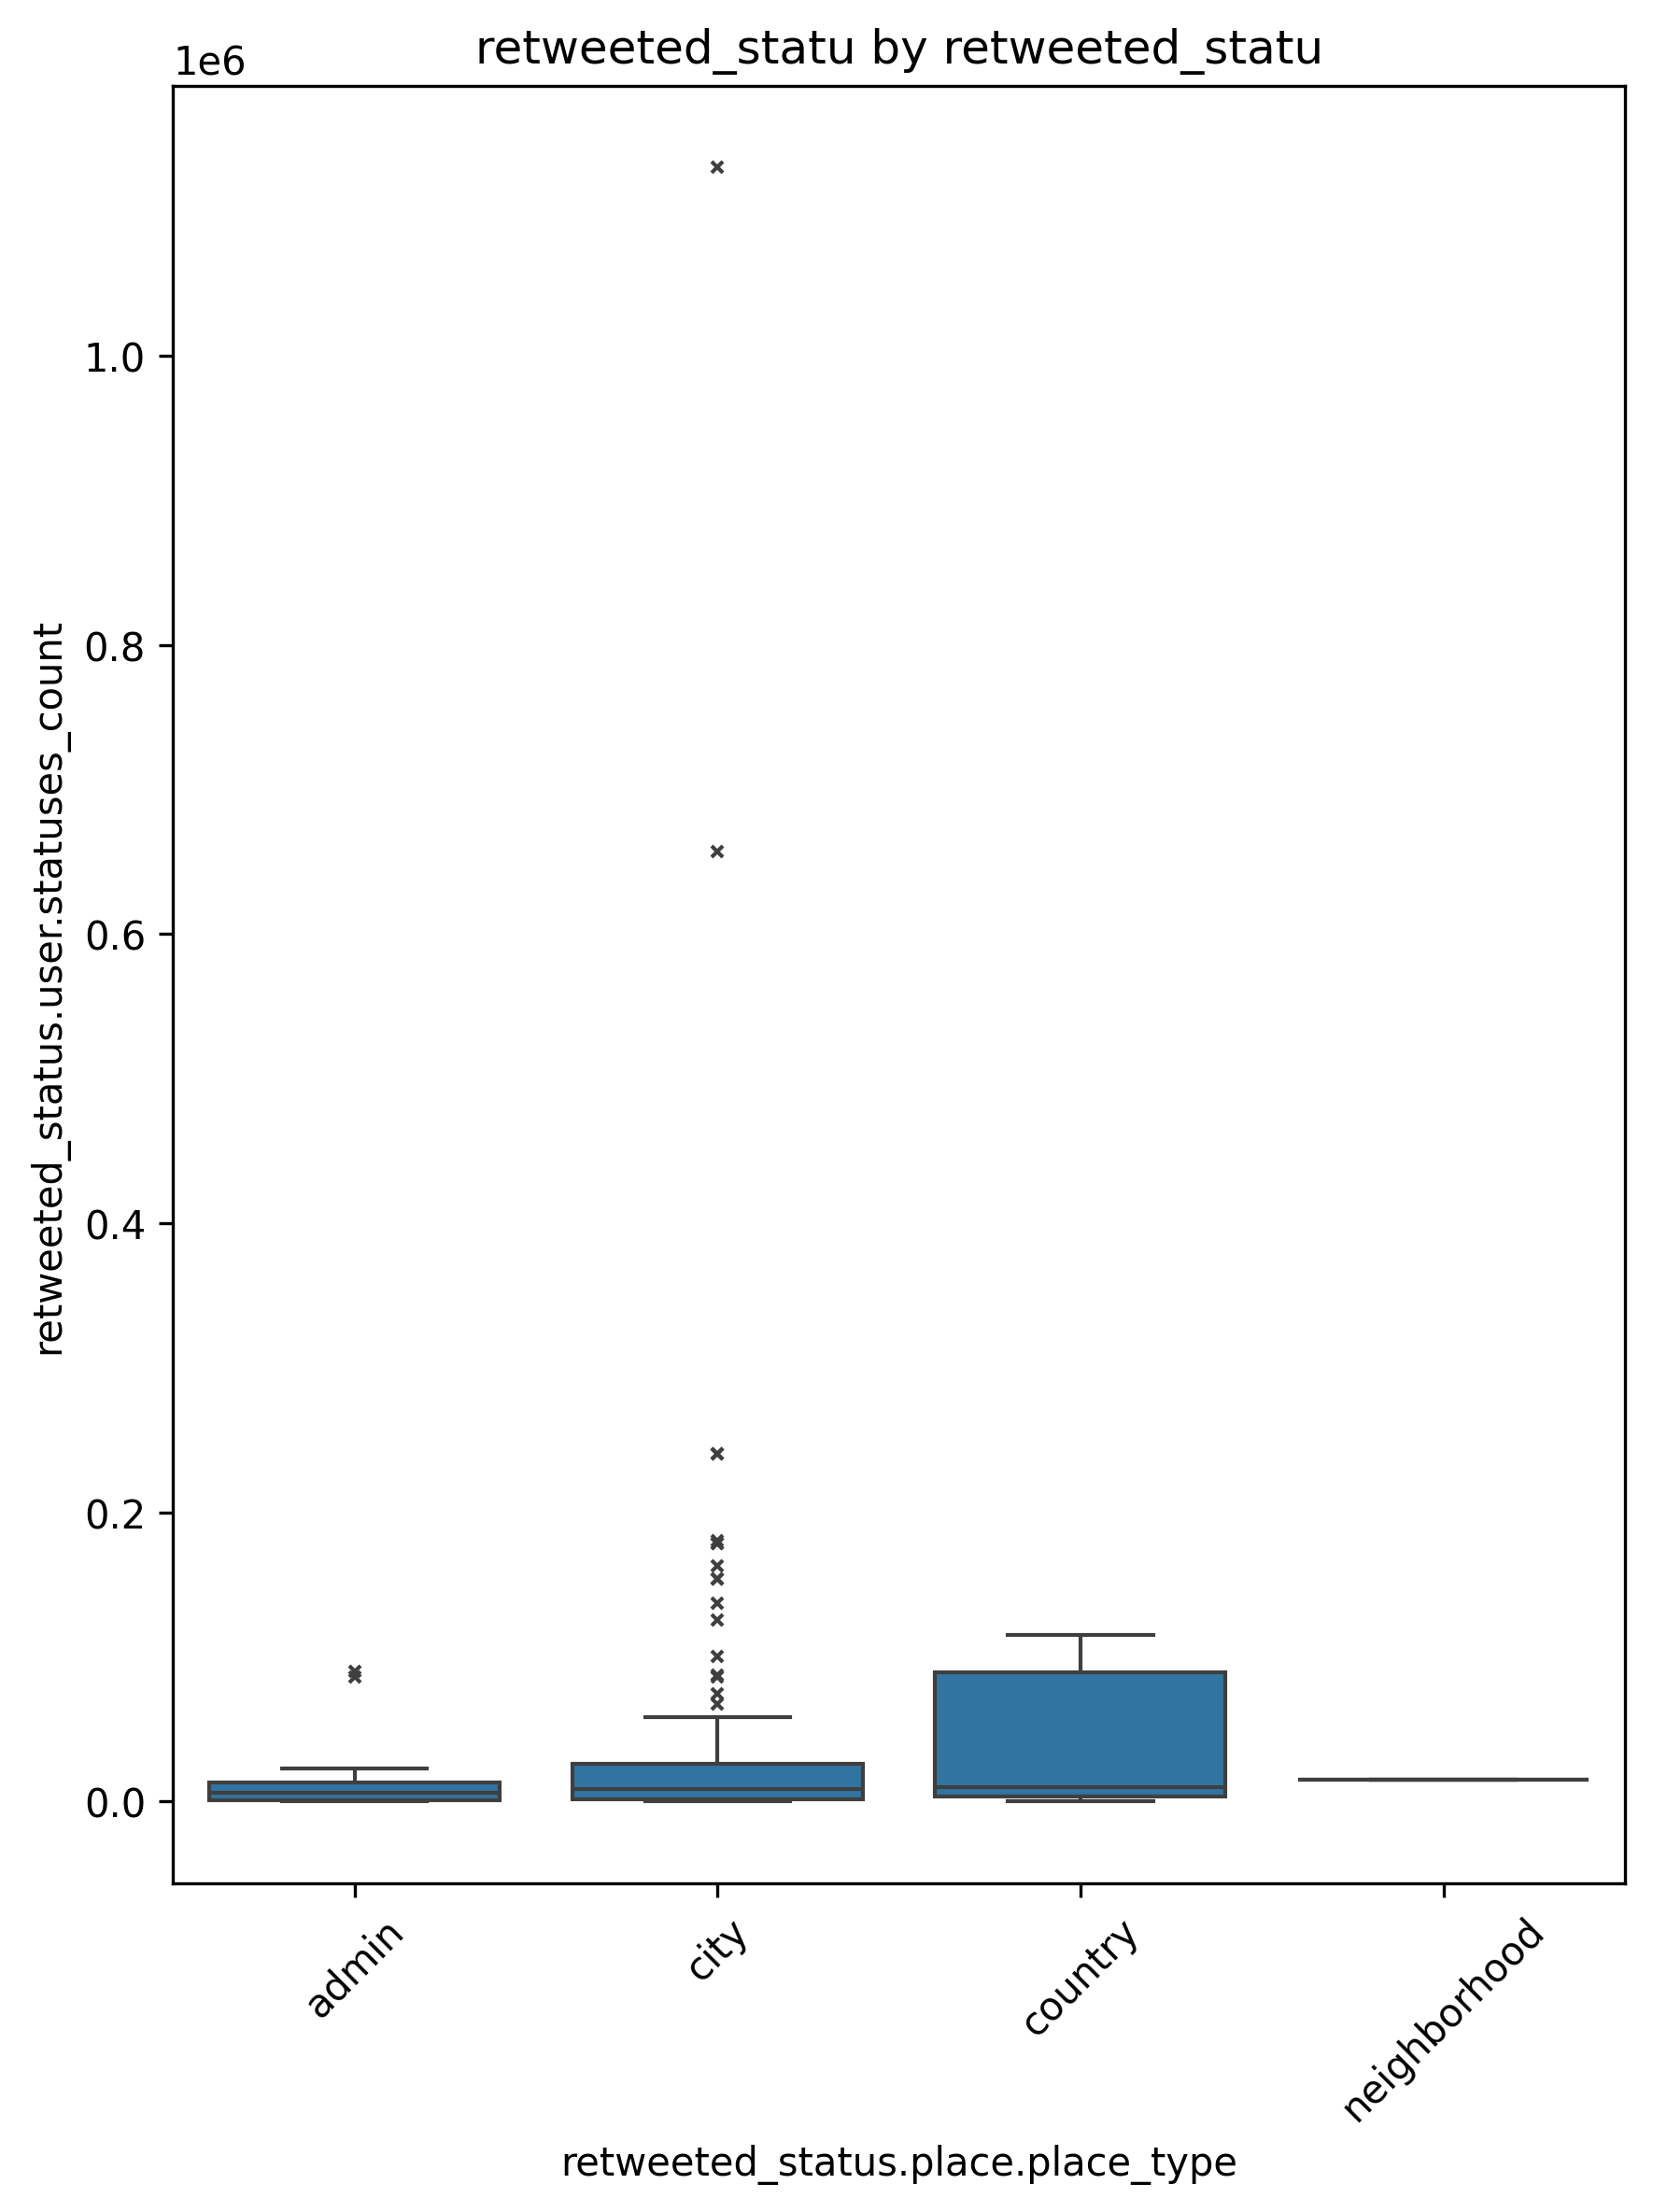 retweeted_statu by retweeted_statu
1e6
1.0
0.8
0.6
0.4
0.2
0.0
retweeted_status.user.statuses_count
admin
city
country
neighborhood
retweeted_status.place.place_type